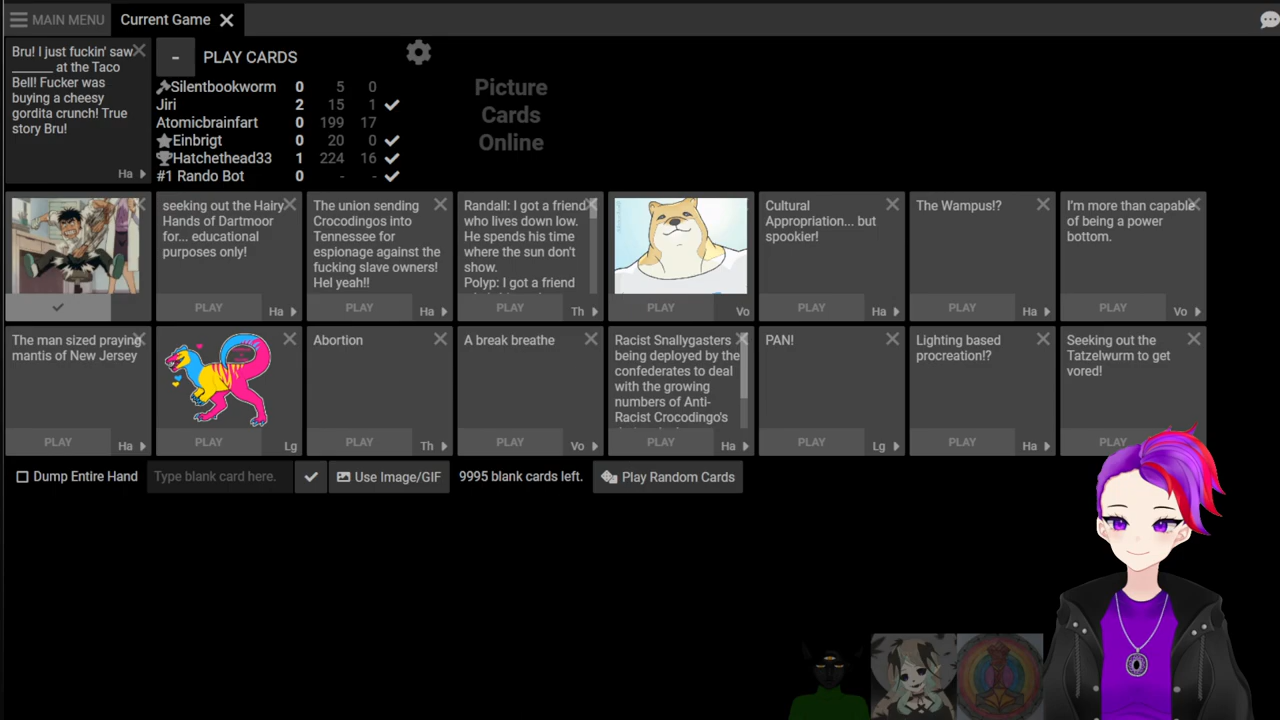 MAIN MENU
Current Game
Bru! I just fuckin' saw
______ at the Taco
Bell! Fucker was
buying a cheesy
gordita crunch! True
story Bru!
Ha
- PLAY CARDS
Silentbookworm 0 5 0
Jiri 2 15 1
Atomicbrainfart 0 199 17
Einbrigt 0 20 0
Hatchethead33 1 224 16
#1 Rando Bot 0 - -
Picture
Cards
Online
seeking out the Hairy
Hands of Dartmoor
for... educational
purposes only!
PLAY
Ha
The union sending
Crocodingos into
Tennessee for
espionage against the
fucking slave owners!
Hel yeah!!
PLAY
Ha
Randall: I got a friend
who lives down low.
He spends his time
where the sun don't
show.
Polyp: I got a friend
PLAY
Th
PLAY
Vo
Cultural
Appropriation... but
spookier!
PLAY
Ha
The Wampus!?
PLAY
Ha
I'm more than capable
of being a power
bottom.
PLAY
Vo
The man sized praying
mantis of New Jersey
PLAY
Ha
PLAY
Lg
Abortion
PLAY
Th
A break breathe
PLAY
Vo
Racist Snallygasters
being deployed by the
confederates to deal
with the growing
numbers of Anti-
Racist Crocodingo's
PLAY
Ha
PAN!
PLAY
Lg
Lighting based
procreation!?
PLAY
Ha
Seeking out the
Tatzelwurm to get
vored!
PLAY
Dump Entire Hand
Type blank card here.
Use Image/GIF
9995 blank cards left.
Play Random Cards